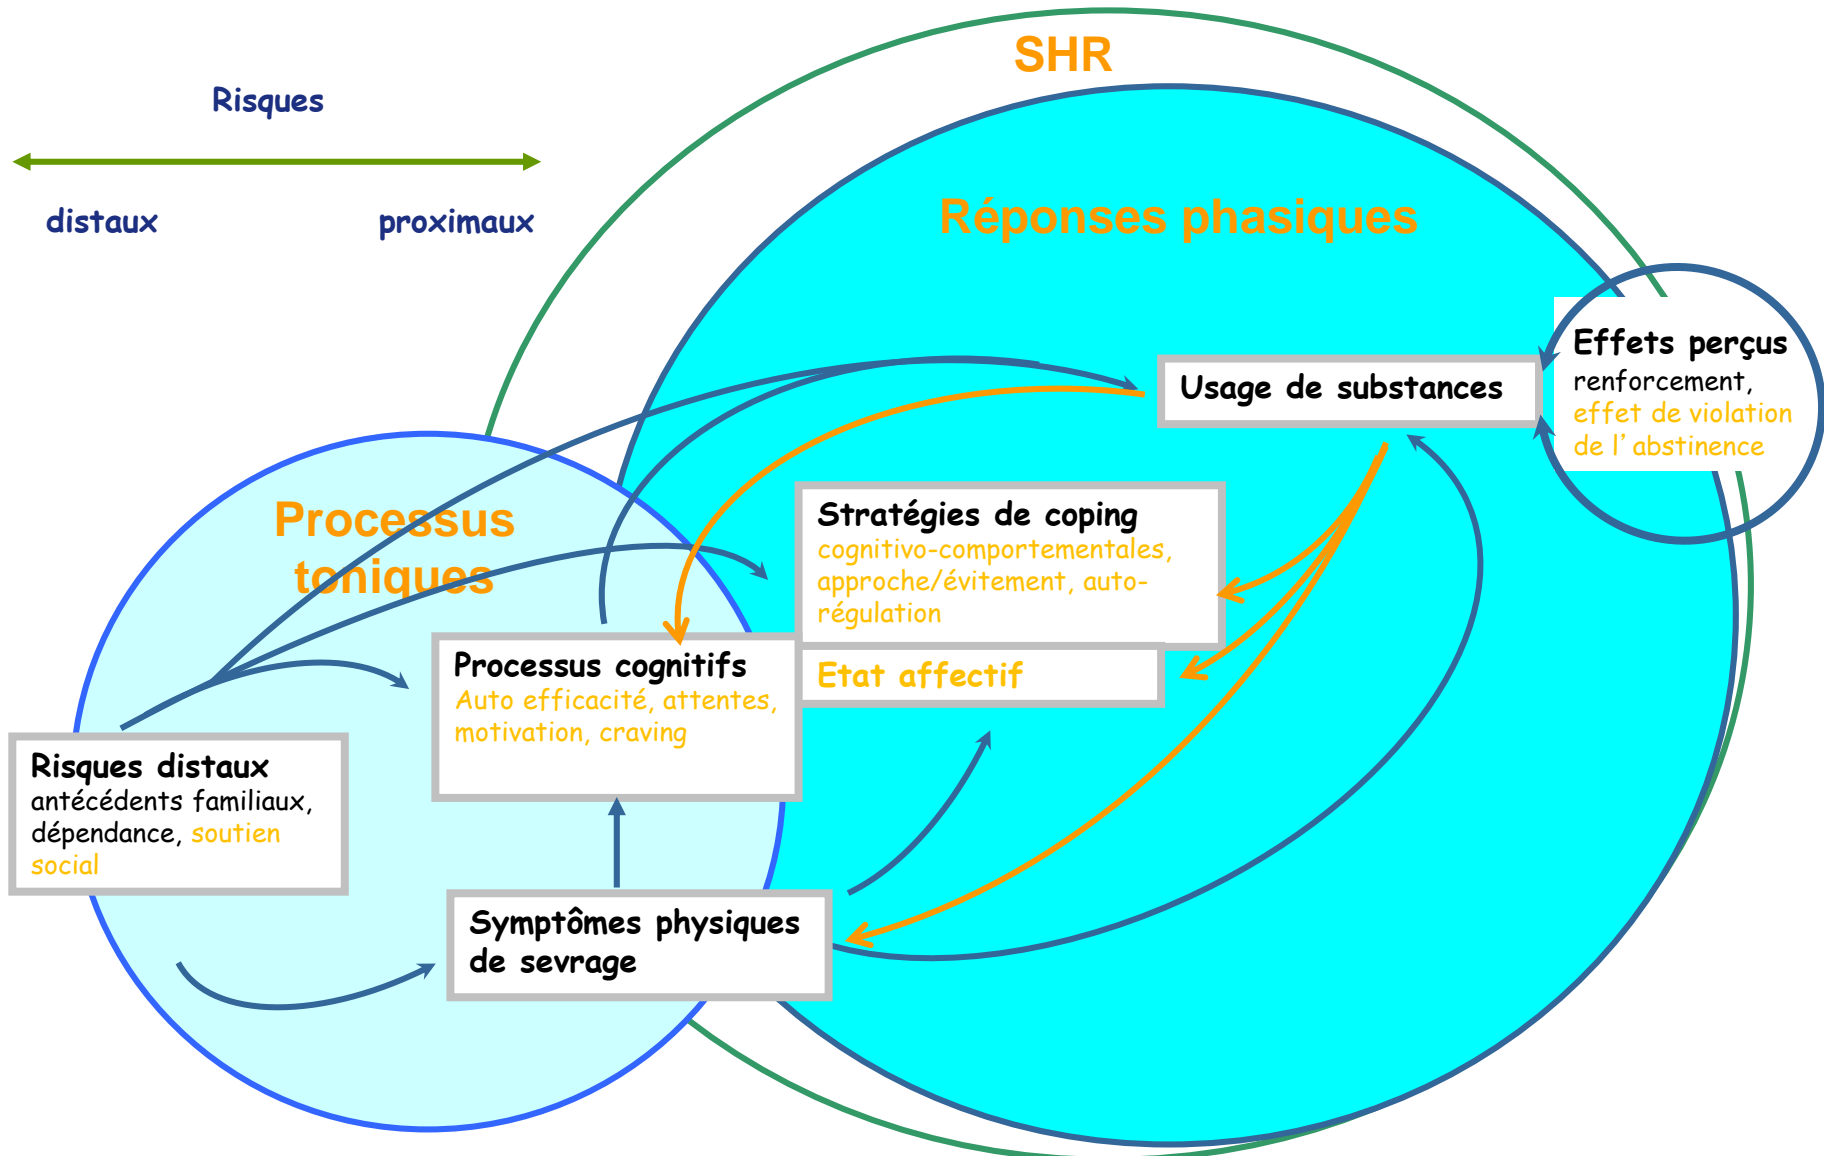 SHR
Risques
distaux
proximaux
Réponses phasiques
Effets perçus
renforcement,
effet de violation
de l’abstinence
Usage de substances
Processus
toniques
Stratégies de coping
cognitivo-comportementales,
approche/évitement, auto-
régulation
Etat affectif
Processus cognitifs
Auto efficacité, attentes,
motivation, craving
Risques distaux
antécédents familiaux,
dépendance, soutien
social
Symptômes physiques
de sevrage